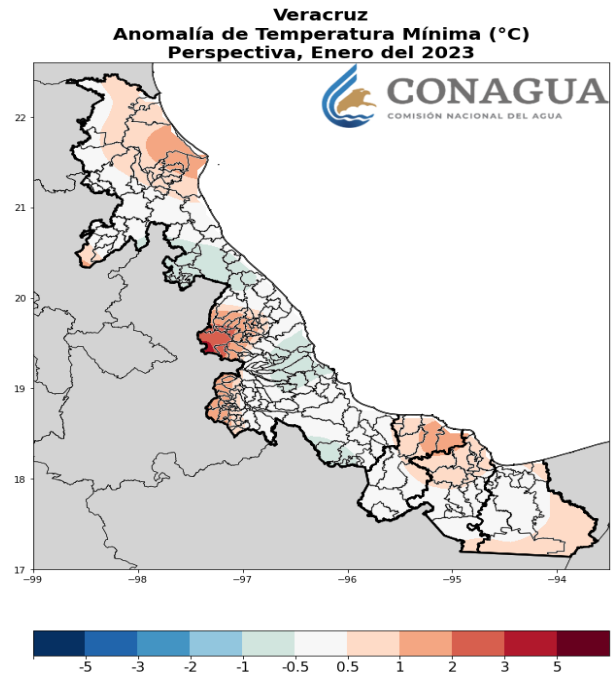 Veracruz
Anomalía de Temperatura Mínima (°C)
Perspectiva, Enero del 2023
CONAGUA
COMISIÓN NACIONAL DEL AGUA
22
21
20
19
18
17
-99 -98 -97 -96 -95 -94
-5 -3 -2 -1 -0.5 0.5 1 2 3 5